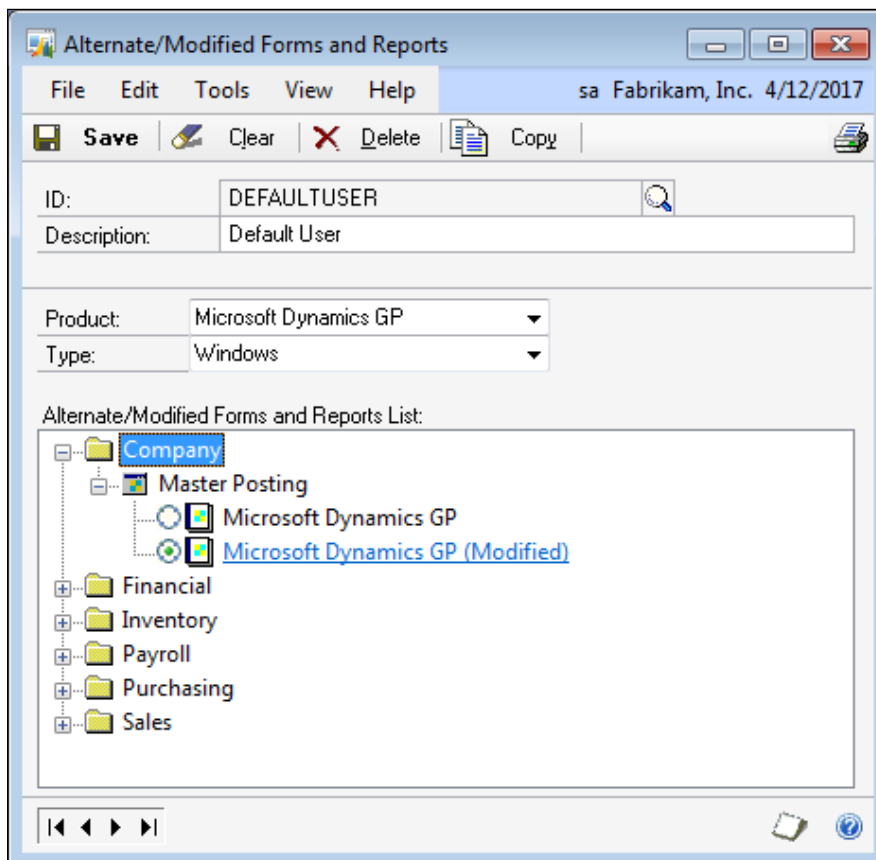 Alternate/Modified Forms and Reports
File Edit Tools View Help sa Fabrikam, Inc. 4/12/2017
Save Clear Delete Copy
ID: DEFAULTUSER
Description: Default User
Product: Microsoft Dynamics GP
Type: Windows
Alternate/Modified Forms and Reports List:
Company
Master Posting
Microsoft Dynamics GP
Microsoft Dynamics GP (Modified)
Financial
Inventory
Payroll
Purchasing
Sales